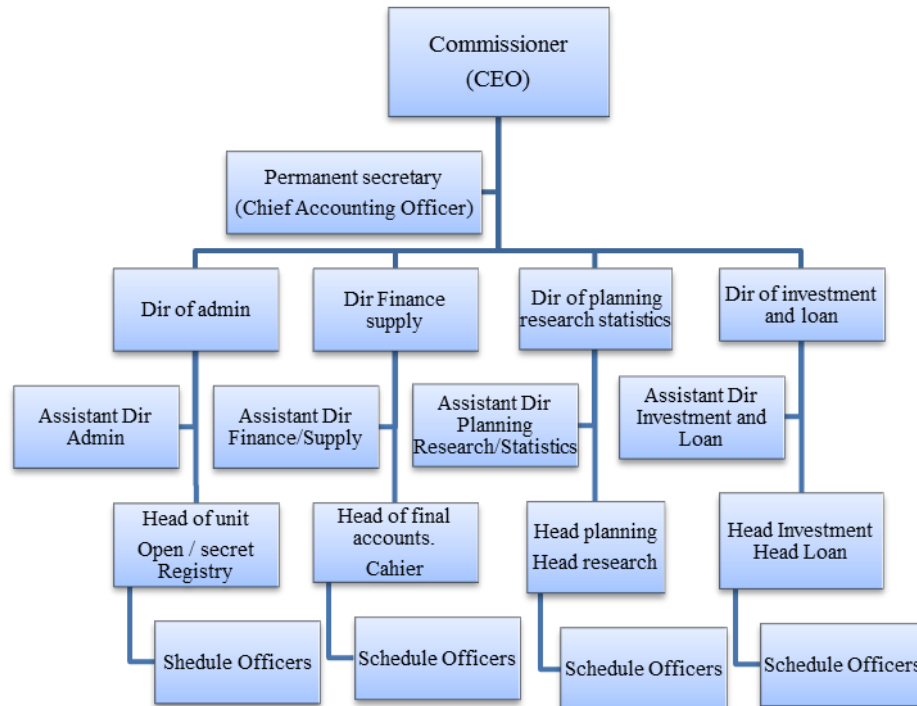 Commissioner
(CEO)
Permanent secretary
(Chief Accounting Officer)
Dir of admin
Dir Finance
supply
Dir of planning
research statistics
Dir of investment
and loan
Assistant Dir
Admin
Assistant Dir
Finance/Supply
Assistant Dir
Planning
Research/Statistics
Assistant Dir
Investment and
Loan
Head of unit
Open / secret
Registry
Head of final
accounts.
Cahier
Head planning
Head research
Head Investment
Head Loan
Shedule Officers
Schedule Officers
Schedule Officers
Schedule Officers